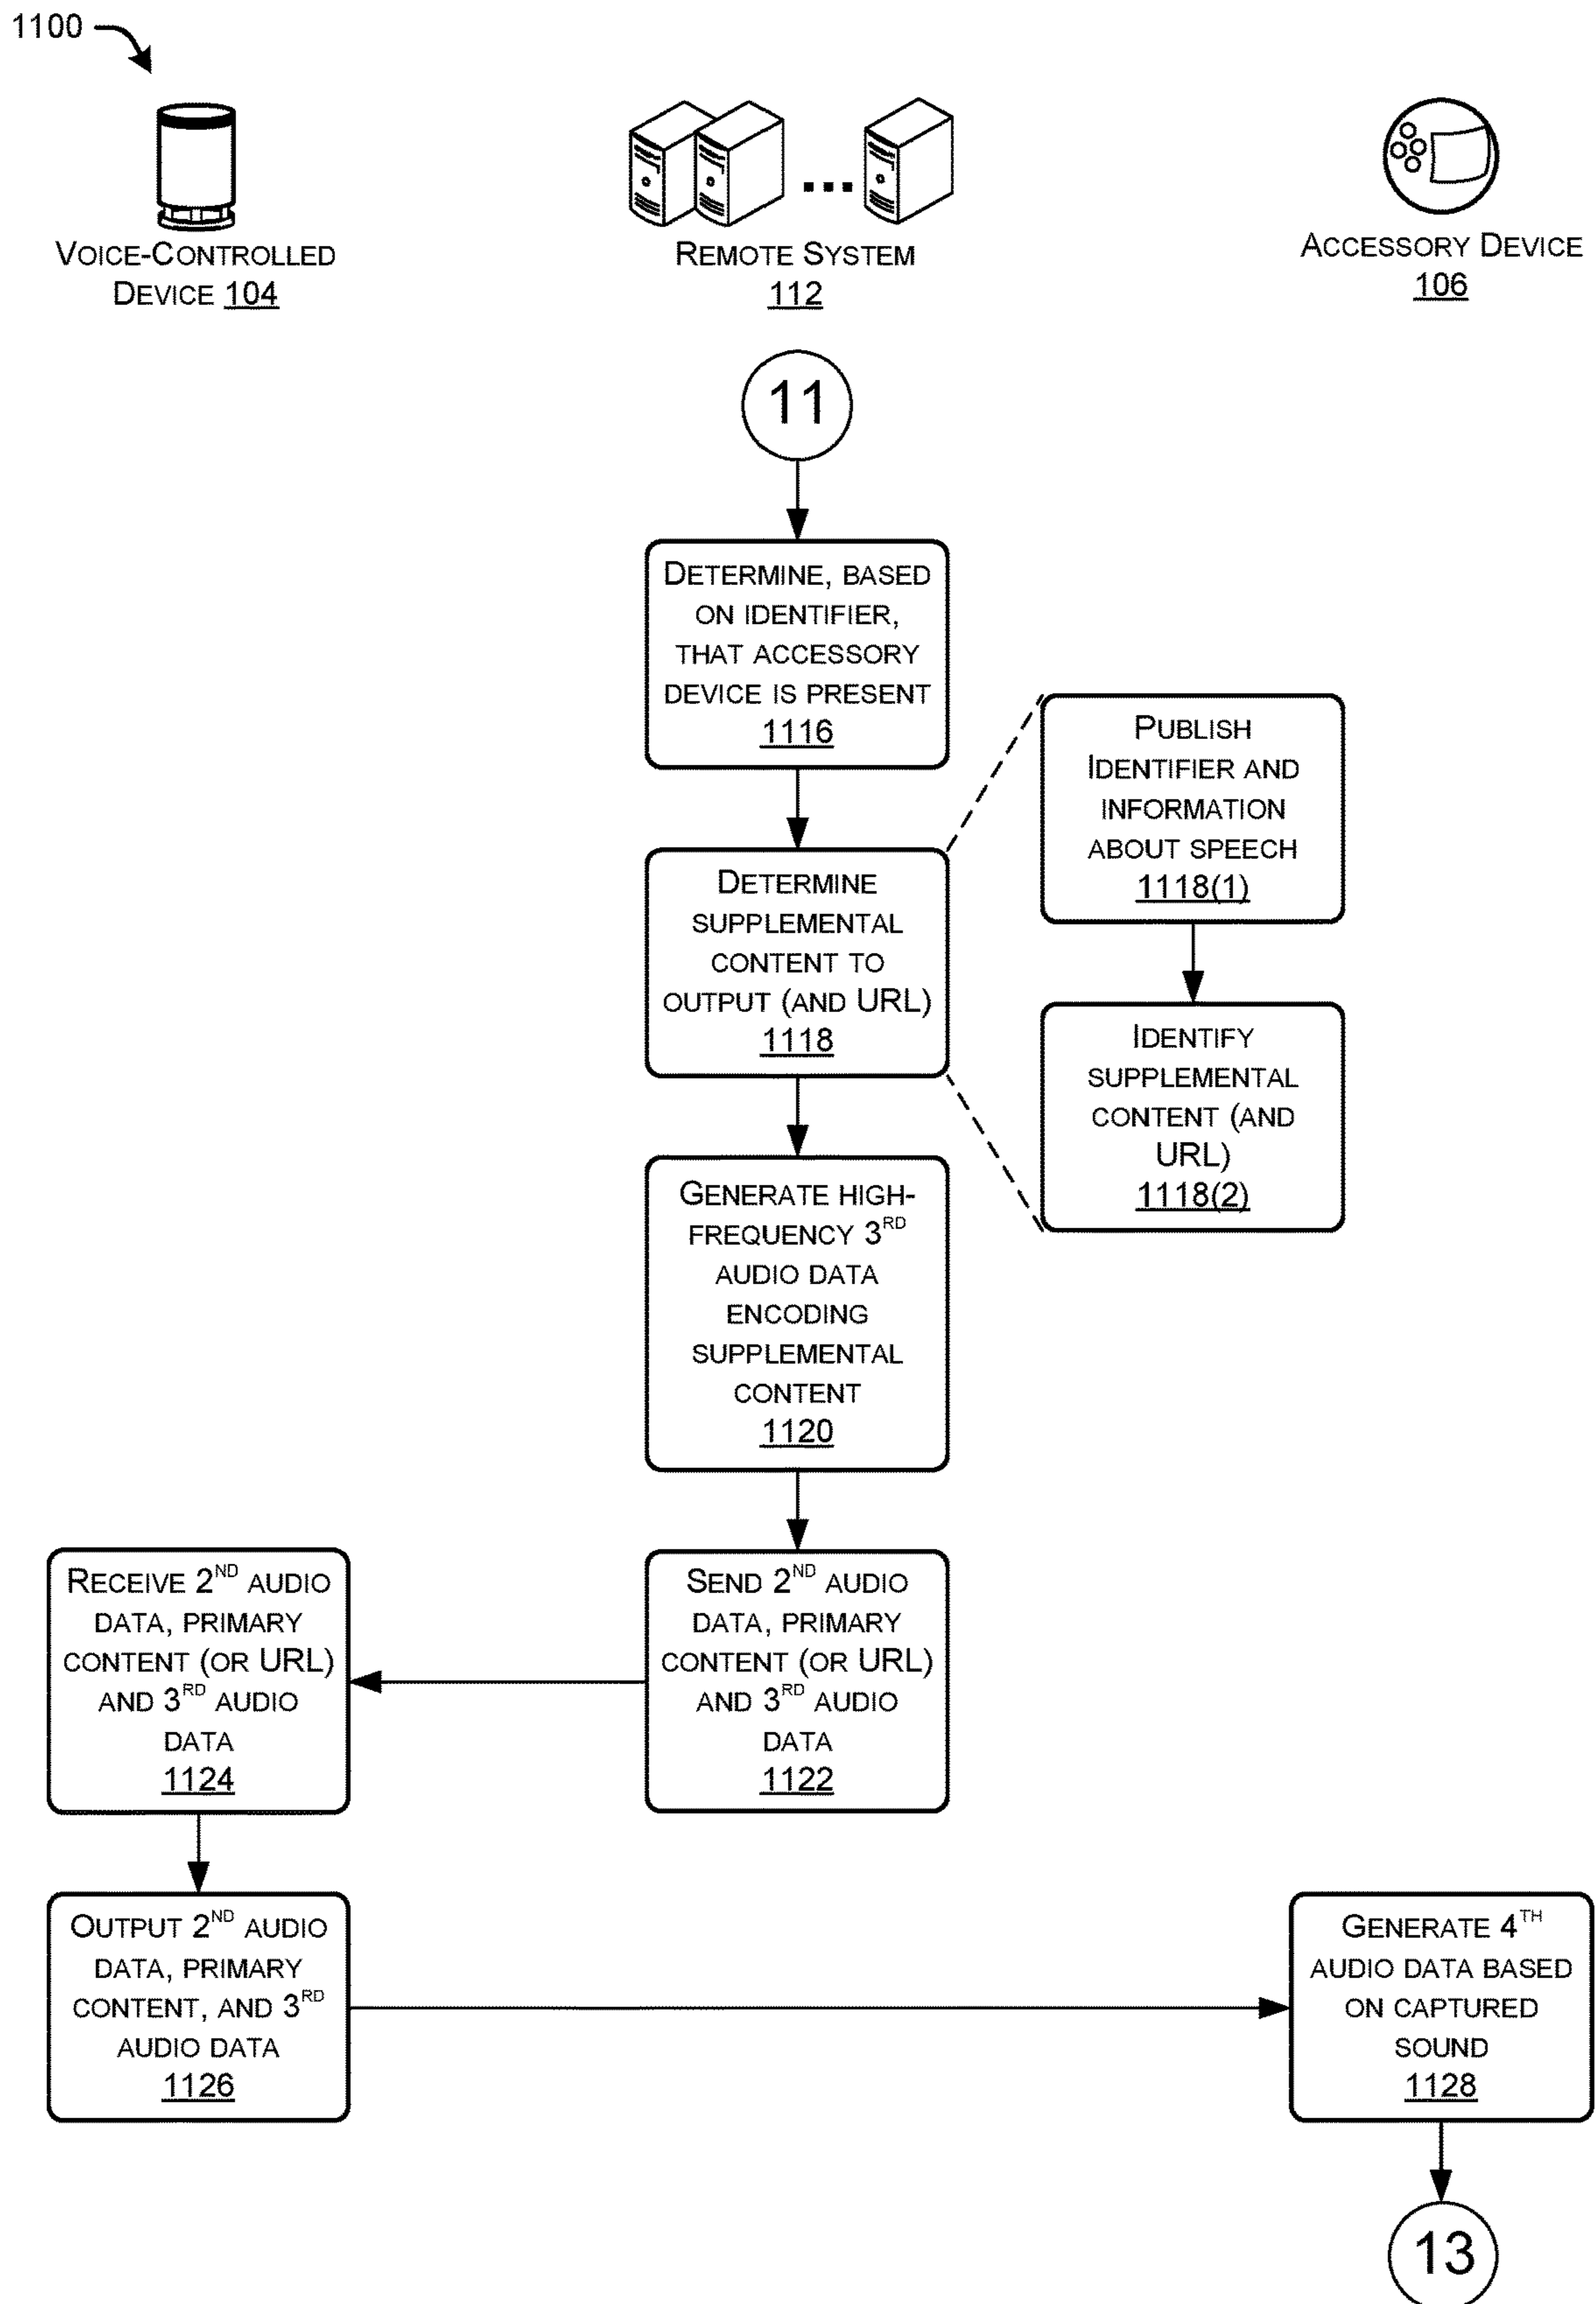 1100
VOICE-CONTROLLED
DEVICE 104
REMOTE SYSTEM
112
ACCESSORY DEVICE
106
11
DETERMINE, BASED
ON IDENTIFIER,
THAT ACCESSORY
DEVICE IS PRESENT
1116
DETERMINE
SUPPLEMENTAL
CONTENT TO
OUTPUT (AND URL)
1118
PUBLISH
IDENTIFIER AND
INFORMATION
ABOUT SPEECH
1118(1)
IDENTIFY
SUPPLEMENTAL
CONTENT (AND
URL)
1118(2)
GENERATE HIGH-
FREQUENCY 3RD
AUDIO DATA
ENCODING
SUPPLEMENTAL
CONTENT
1120
SEND 2ND AUDIO
DATA, PRIMARY
CONTENT (OR URL)
AND 3RD AUDIO
DATA
1122
RECEIVE 2ND AUDIO
DATA, PRIMARY
CONTENT (OR URL)
AND 3RD AUDIO
DATA
1124
OUTPUT 2ND AUDIO
DATA, PRIMARY
CONTENT, AND 3RD
AUDIO DATA
1126
GENERATE 4TH
AUDIO DATA BASED
ON CAPTURED
SOUND
1128
13